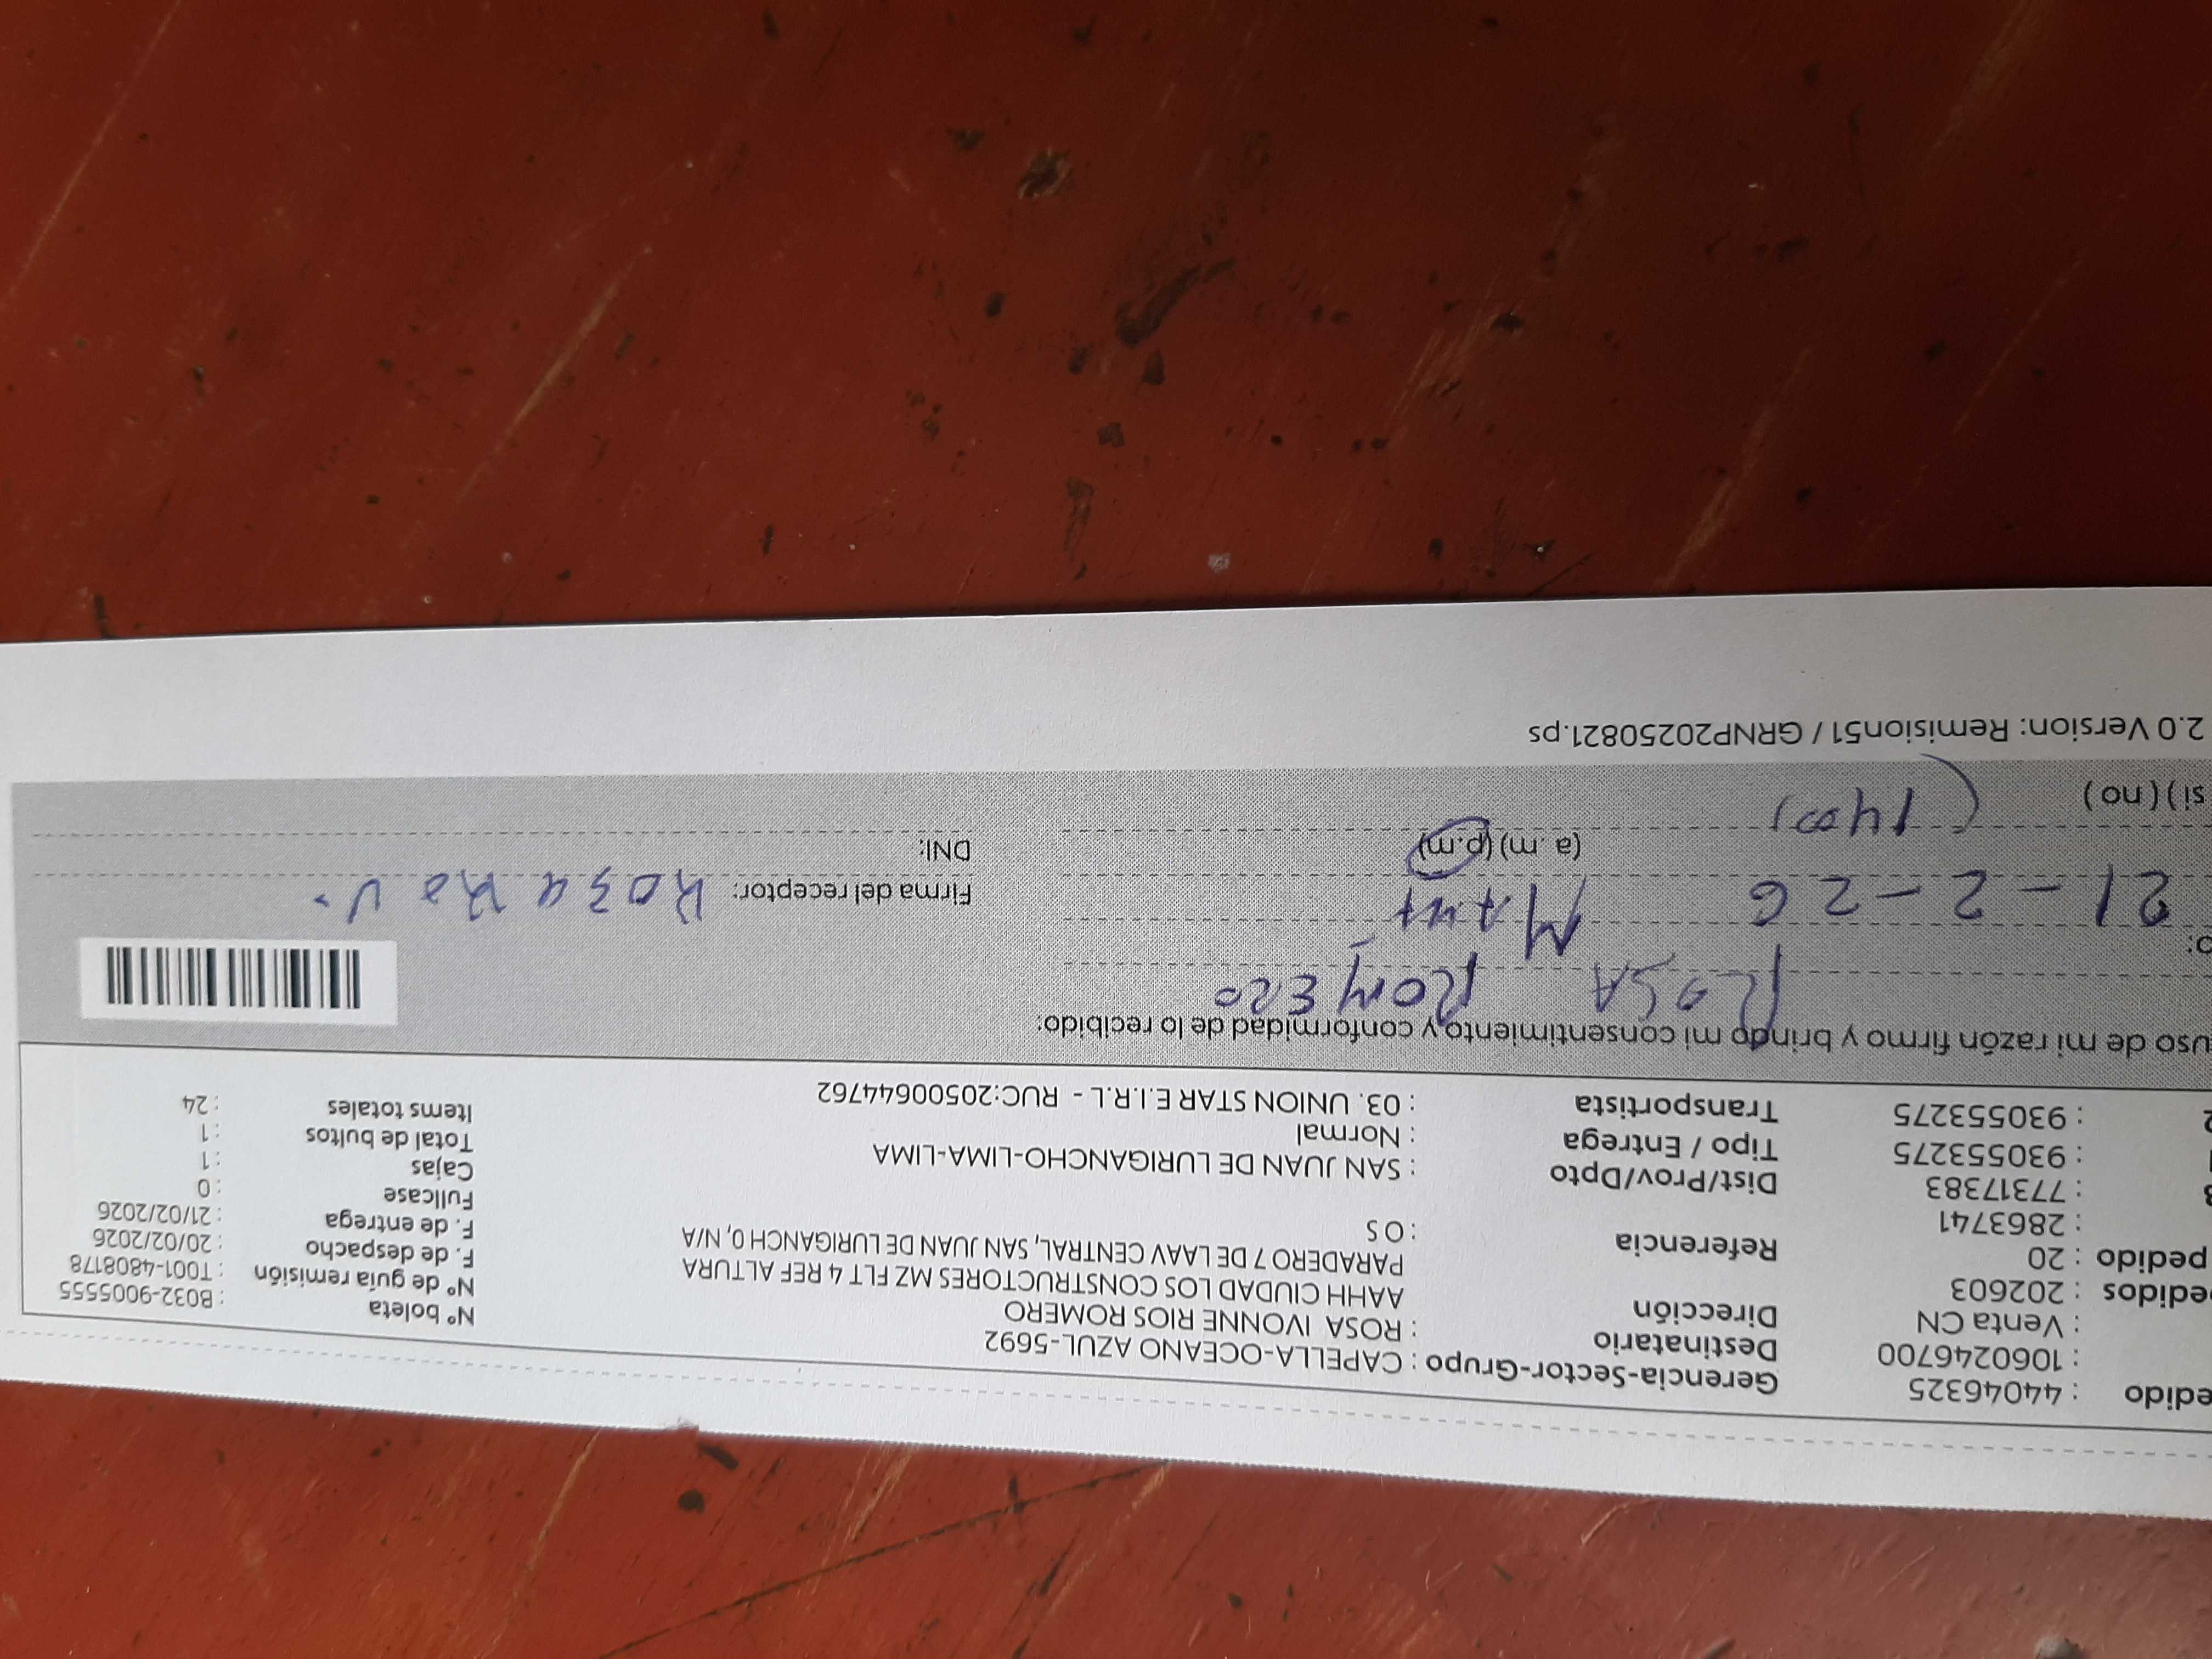 edido : 44046325 Gerencia-Sector-Grupo : CAPELLA-OCEANO AZUL-5692 Nº boleta : B032-9005555
: 1060246700 Destinatario : ROSA IVONNE RIOS ROMERO Nº de guía remisión : T001-4808178
: Venta CN Dirección AAHH CIUDAD LOS CONSTRUCTORES MZ F LT 4 REF ALTURA F. de despacho : 20/02/2026
edidos : 202603 PARADERO 7 DE LA AV CENTRAL, SAN JUAN DE LURIGANCH 0, N/A F. de entrega : 21/02/2026
pedido : 20 Referencia : O S Fullcase : 0
: 2863741 Dist/Prov/Dpto : SAN JUAN DE LURIGANCHO-LIMA-LIMA Cajas : 1
: 77317383 Tipo / Entrega : Normal Total de bultos : 1
: 930553275 Transportista : 03. UNION STAR E.I.R.L - RUC:20500644762 Items totales : 24
: 930553275
uso de mi razón firmo y brindo mi consentimiento y conformidad de lo recibido:
ROSA ROMERO
21-2-26
Firma del receptor: Rosa
(a. m) (p.m) DNI:
si ) ( no )
2.0 Version: Remision51 / GRNP20250821.ps